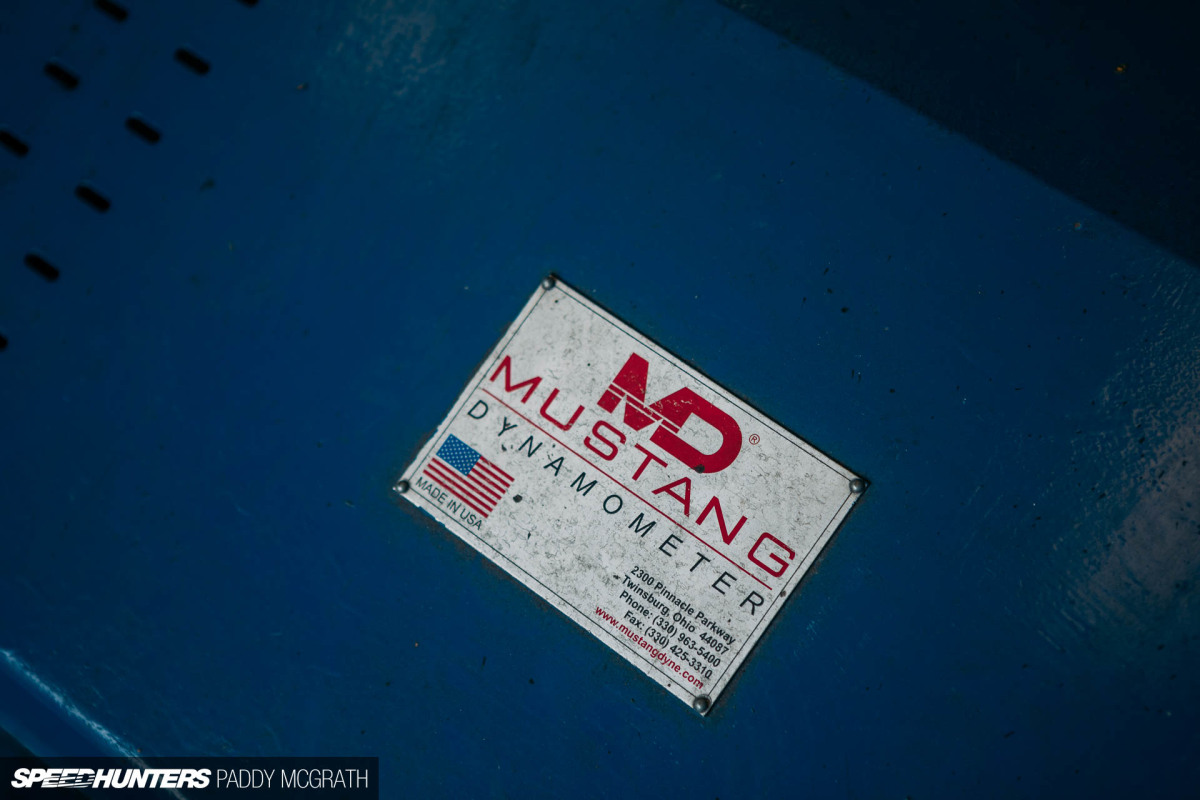 MD®
MUSTANG
DYNAMOMETER
MADE IN USA
2300 Pinnacle Parkway
Twinsburg, Ohio 44087
Phone: (330) 963-5400
Fax: (330) 425-3310
www.mustangdyne.com
SPEEDHUNTERS PADDY MCGRATH